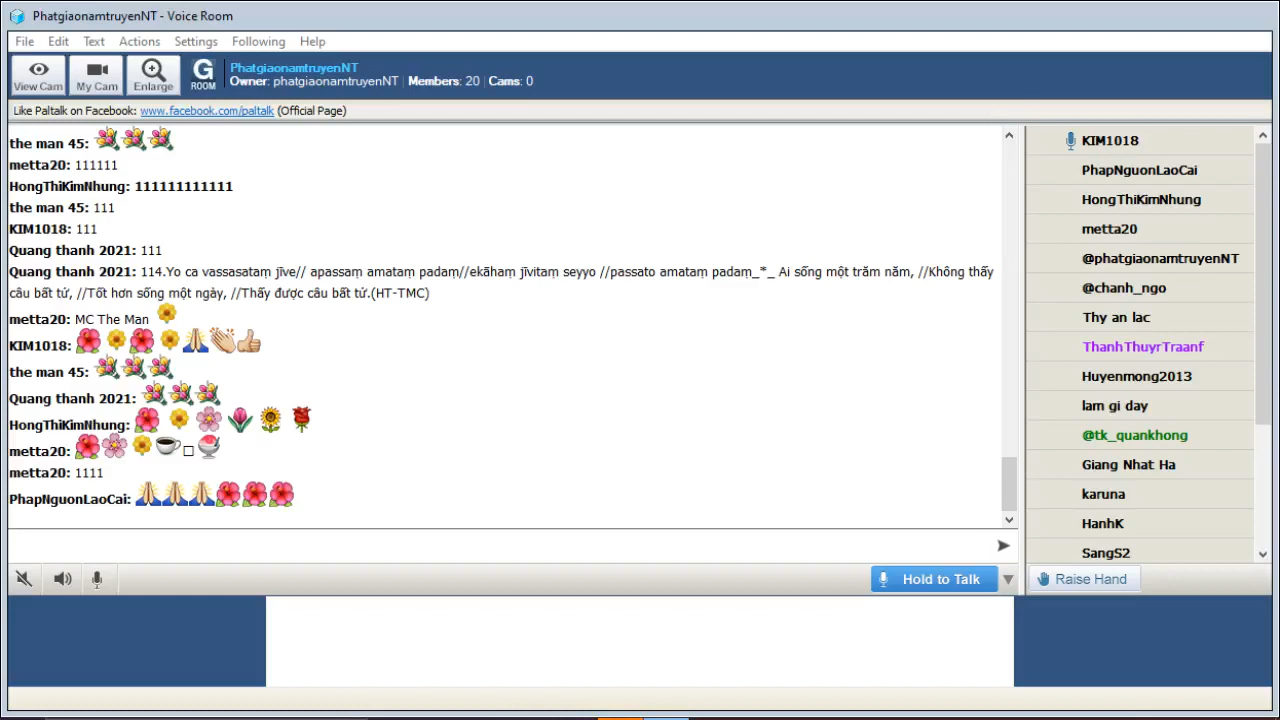 PhatgiaonamtruyenNT - Voice Room
File Edit Text Actions Settings Following Help
View Cam My Cam Enlarge G ROOM
PhatgiaonamtruyenNT
Owner: phatgiaonamtruyenNT Members: 20 Cams: 0
Like Paltalk on Facebook: www.facebook.com/paltalk (Official Page)
the man 45:
metta20: 111111
HongThiKimNhung: 111111111111
the man 45: 111
KIM1018: 111
Quang thanh 2021: 111
Quang thanh 2021: 114.Yo ca vassasataṃ jīve// apassaṃ amataṃ padaṃ//ekāhaṃ jīvitaṃ seyyo //passato amataṃ padaṃ_*_ Ai sống một trăm năm, //Không thấy
câu bất tử, //Tốt hơn sống một ngày, //Thấy được câu bất tử.(HT-TMC)
metta20: MC The Man
KIM1018:
the man 45:
Quang thanh 2021:
HongThiKimNhung:
metta20:
metta20: 1111
PhapNguonLaoCai:
Hold to Talk
KIM1018
PhapNguonLaoCai
HongThiKimNhung
metta20
@phatgiaonamtruyenNT
@chanh_ngo
Thy an lac
ThanhThuyrTraanf
Huyenmong2013
lam gi day
@tk_quankhong
Giang Nhat Ha
karuna
HanhK
SangS2
Raise Hand